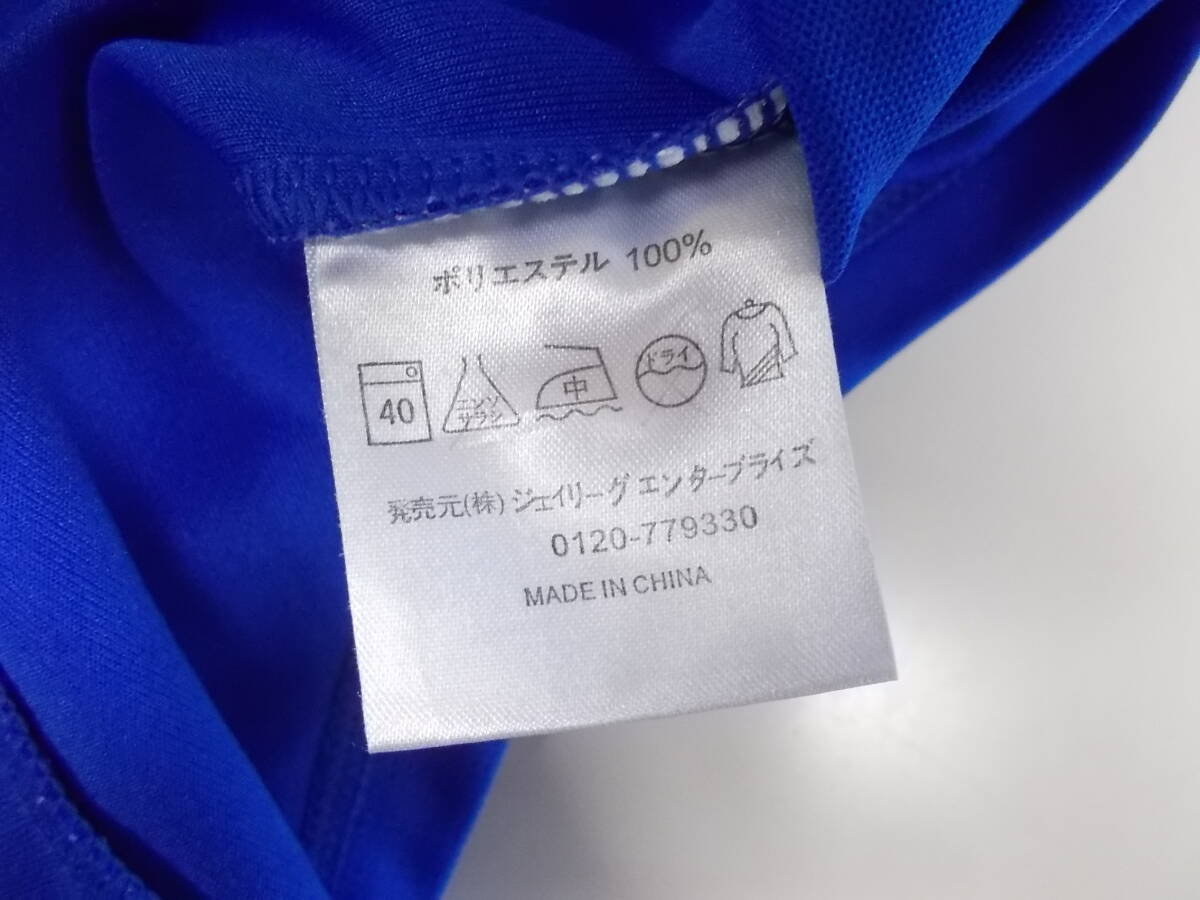 ポリエステル 100%
40 エンソ サラシ 中 ドライ
発売元(株)ジェイリーグ エンタープライズ
0120-779330
MADE IN CHINA